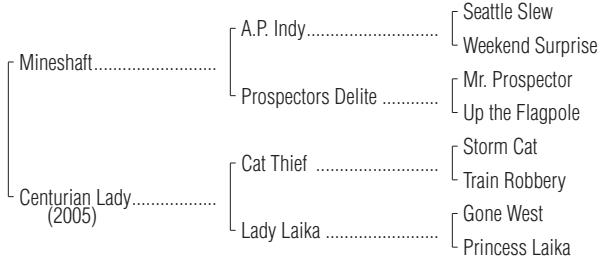 Seattle Slew
A.P. Indy
Weekend Surprise
Mineshaft
Mr. Prospector
Prospectors Delite
Up the Flagpole
Storm Cat
Cat Thief
Train Robbery
Centurian Lady
(2005)
Gone West
Lady Laika
Princess Laika